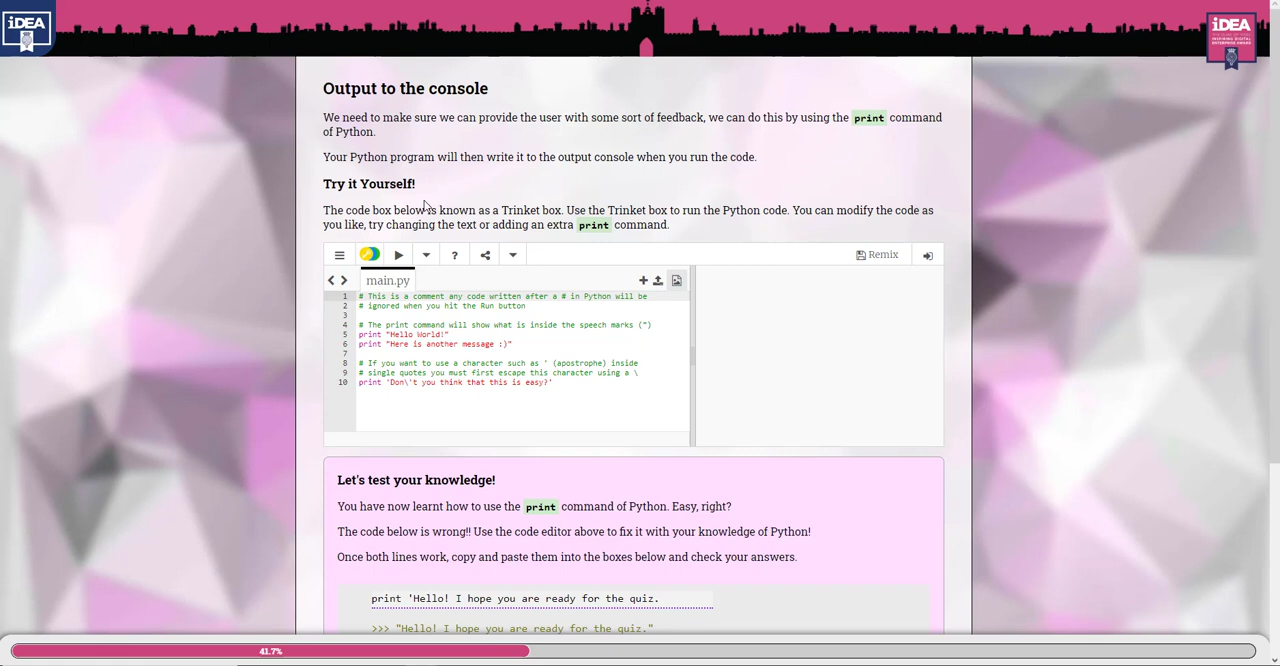 iDEA
iDEA
INSPIRING DIGITAL
ENTERPRISE AWARD
Output to the console
We need to make sure we can provide the user with some sort of feedback, we can do this by using the print command
of Python.
Your Python program will then write it to the output console when you run the code.
Try it Yourself!
The code box below is known as a Trinket box. Use the Trinket box to run the Python code. You can modify the code as
you like, try changing the text or adding an extra print command.
? Remix
main.py
1 # This is a comment any code written after a # in Python will be
2 # ignored when you hit the Run button
3
4 # The print command will show what is inside the speech marks (")
5 print "Hello World!"
6 print "Here is another message :)"
7
8 # If you want to use a character such as ' (apostrophe) inside
9 # single quotes you must first escape this character using a \
10 print 'Don\'t you think that this is easy?'
Let's test your knowledge!
You have now learnt how to use the print command of Python. Easy, right?
The code below is wrong!! Use the code editor above to fix it with your knowledge of Python!
Once both lines work, copy and paste them into the boxes below and check your answers.
print 'Hello! I hope you are ready for the quiz.
>>> "Hello! I hope you are ready for the quiz."
41.7%